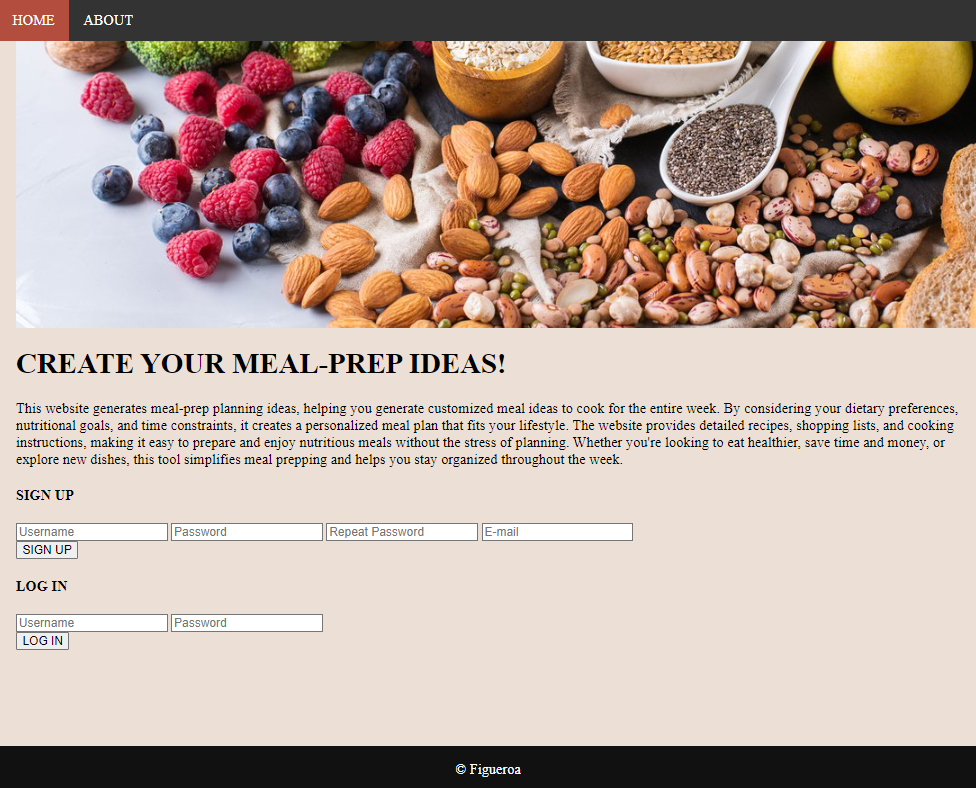 HOME ABOUT
CREATE YOUR MEAL-PREP IDEAS!
This website generates meal-prep planning ideas, helping you generate customized meal ideas to cook for the entire week. By considering your dietary preferences,
nutritional goals, and time constraints, it creates a personalized meal plan that fits your lifestyle. The website provides detailed recipes, shopping lists, and cooking
instructions, making it easy to prepare and enjoy nutritious meals without the stress of planning. Whether you're looking to eat healthier, save time and money, or
explore new dishes, this tool simplifies meal prepping and helps you stay organized throughout the week.
SIGN UP
Username Password Repeat Password E-mail
SIGN UP
LOG IN
Username Password
LOG IN
© Figueroa